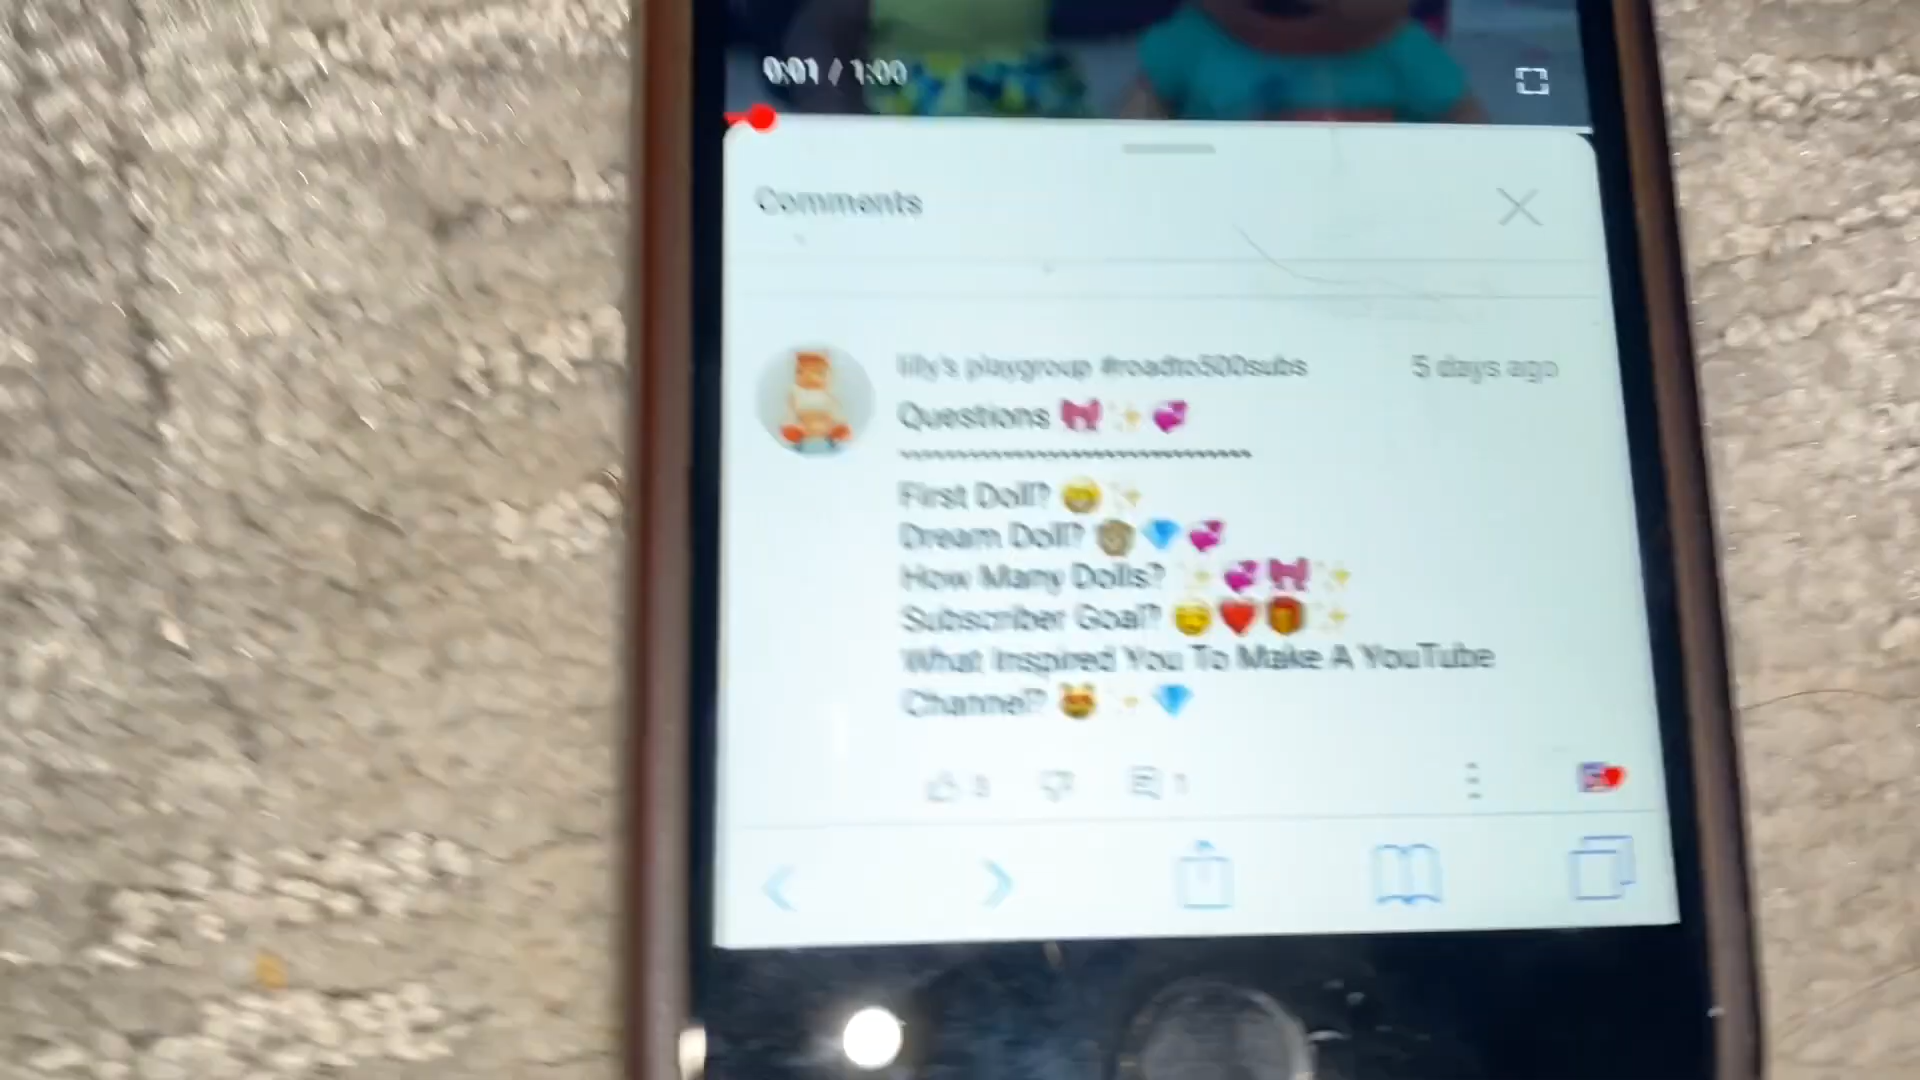 0:01 / 1:00
Comments
lilly's playgroup #roadto500subs 5 days ago
Questions 🎀✨💞
~~~~~~~~~~~~~~~~~~~~~~~~~~~~
First Doll? 🤗✨
Dream Doll? 💎💞
How Many Dolls? ✨💞🎀✨
Subscriber Goal? ❤️🎁✨
What Inspired You To Make A YouTube
Channel? 😻✨💎
1